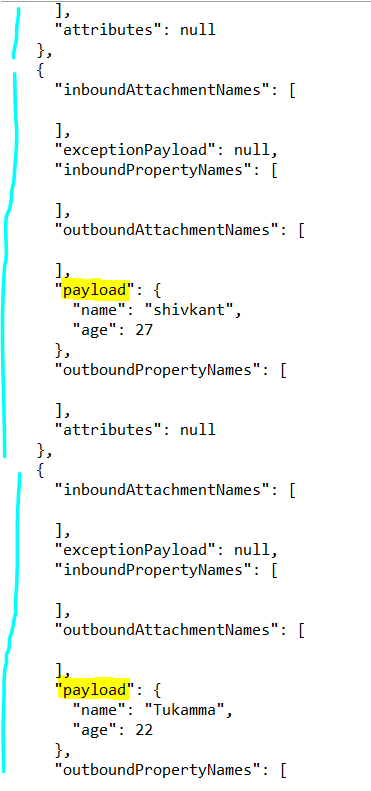 ],
"attributes": null
},
{
"inboundAttachmentNames": [
],
"exceptionPayload": null,
"inboundPropertyNames": [
],
"outboundAttachmentNames": [
],
"payload": {
"name": "shivkant",
"age": 27
},
"outboundPropertyNames": [
],
"attributes": null
},
{
"inboundAttachmentNames": [
],
"exceptionPayload": null,
"inboundPropertyNames": [
],
"outboundAttachmentNames": [
],
"payload": {
"name": "Tukamma",
"age": 22
},
"outboundPropertyNames": [